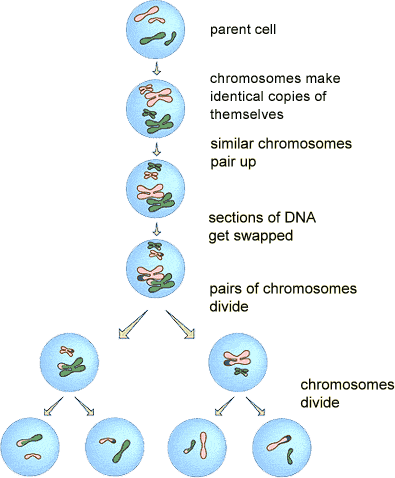 parent cell
chromosomes make
identical copies of
themselves
similar chromosomes
pair up
sections of DNA
get swapped
pairs of chromosomes
divide
chromosomes
divide